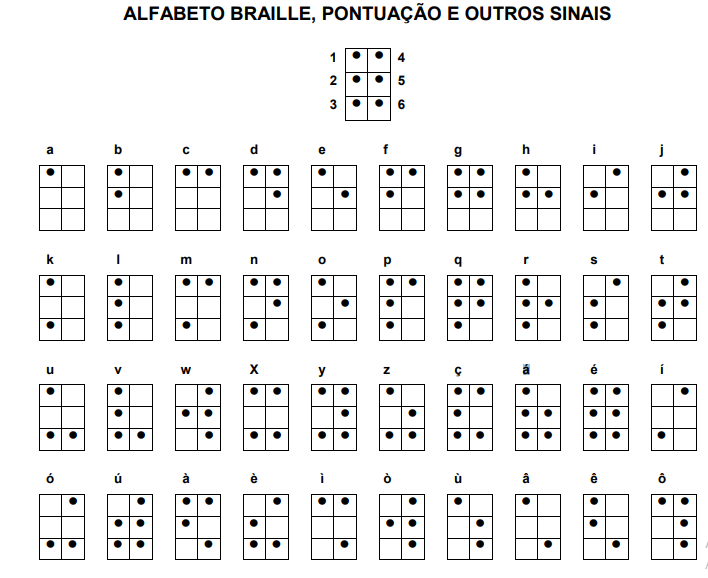 ALFABETO BRAILLE, PONTUAÇÃO E OUTROS SINAIS
1 4
2 5
3 6
a b c d e f g h i j
k l m n o p q r s t
u v w X y z ç é í
ó ú à è ì ò ù â ê ô